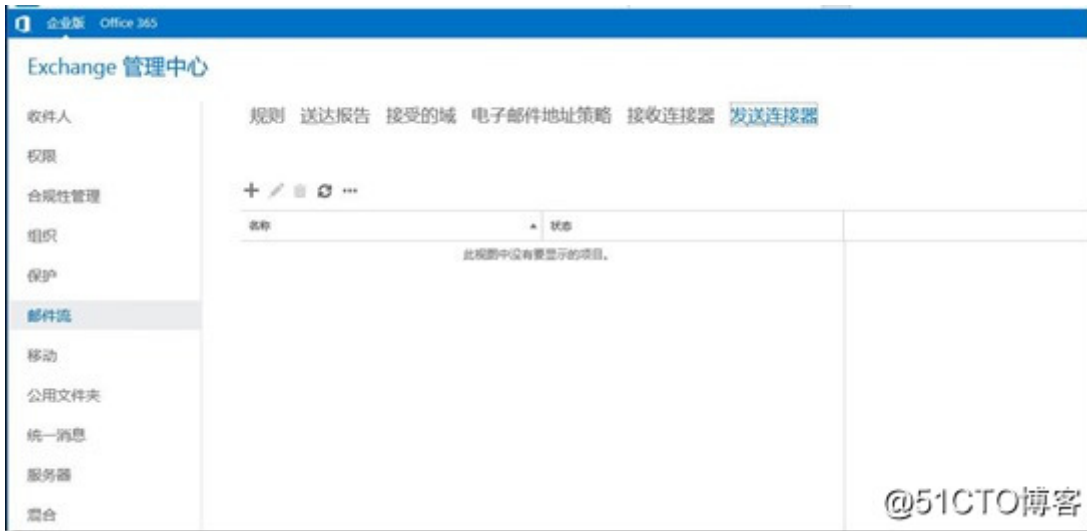 企业版 Office 365
Exchange 管理中心
收件人
权限
合规性管理
组织
保护
邮件流
移动
公用文件夹
统一消息
服务器
混合
规则 送达报告 接受的域 电子邮件地址策略 接收连接器 发送连接器
名称 状态
此视图中没有要显示的项目。
@51CTO博客